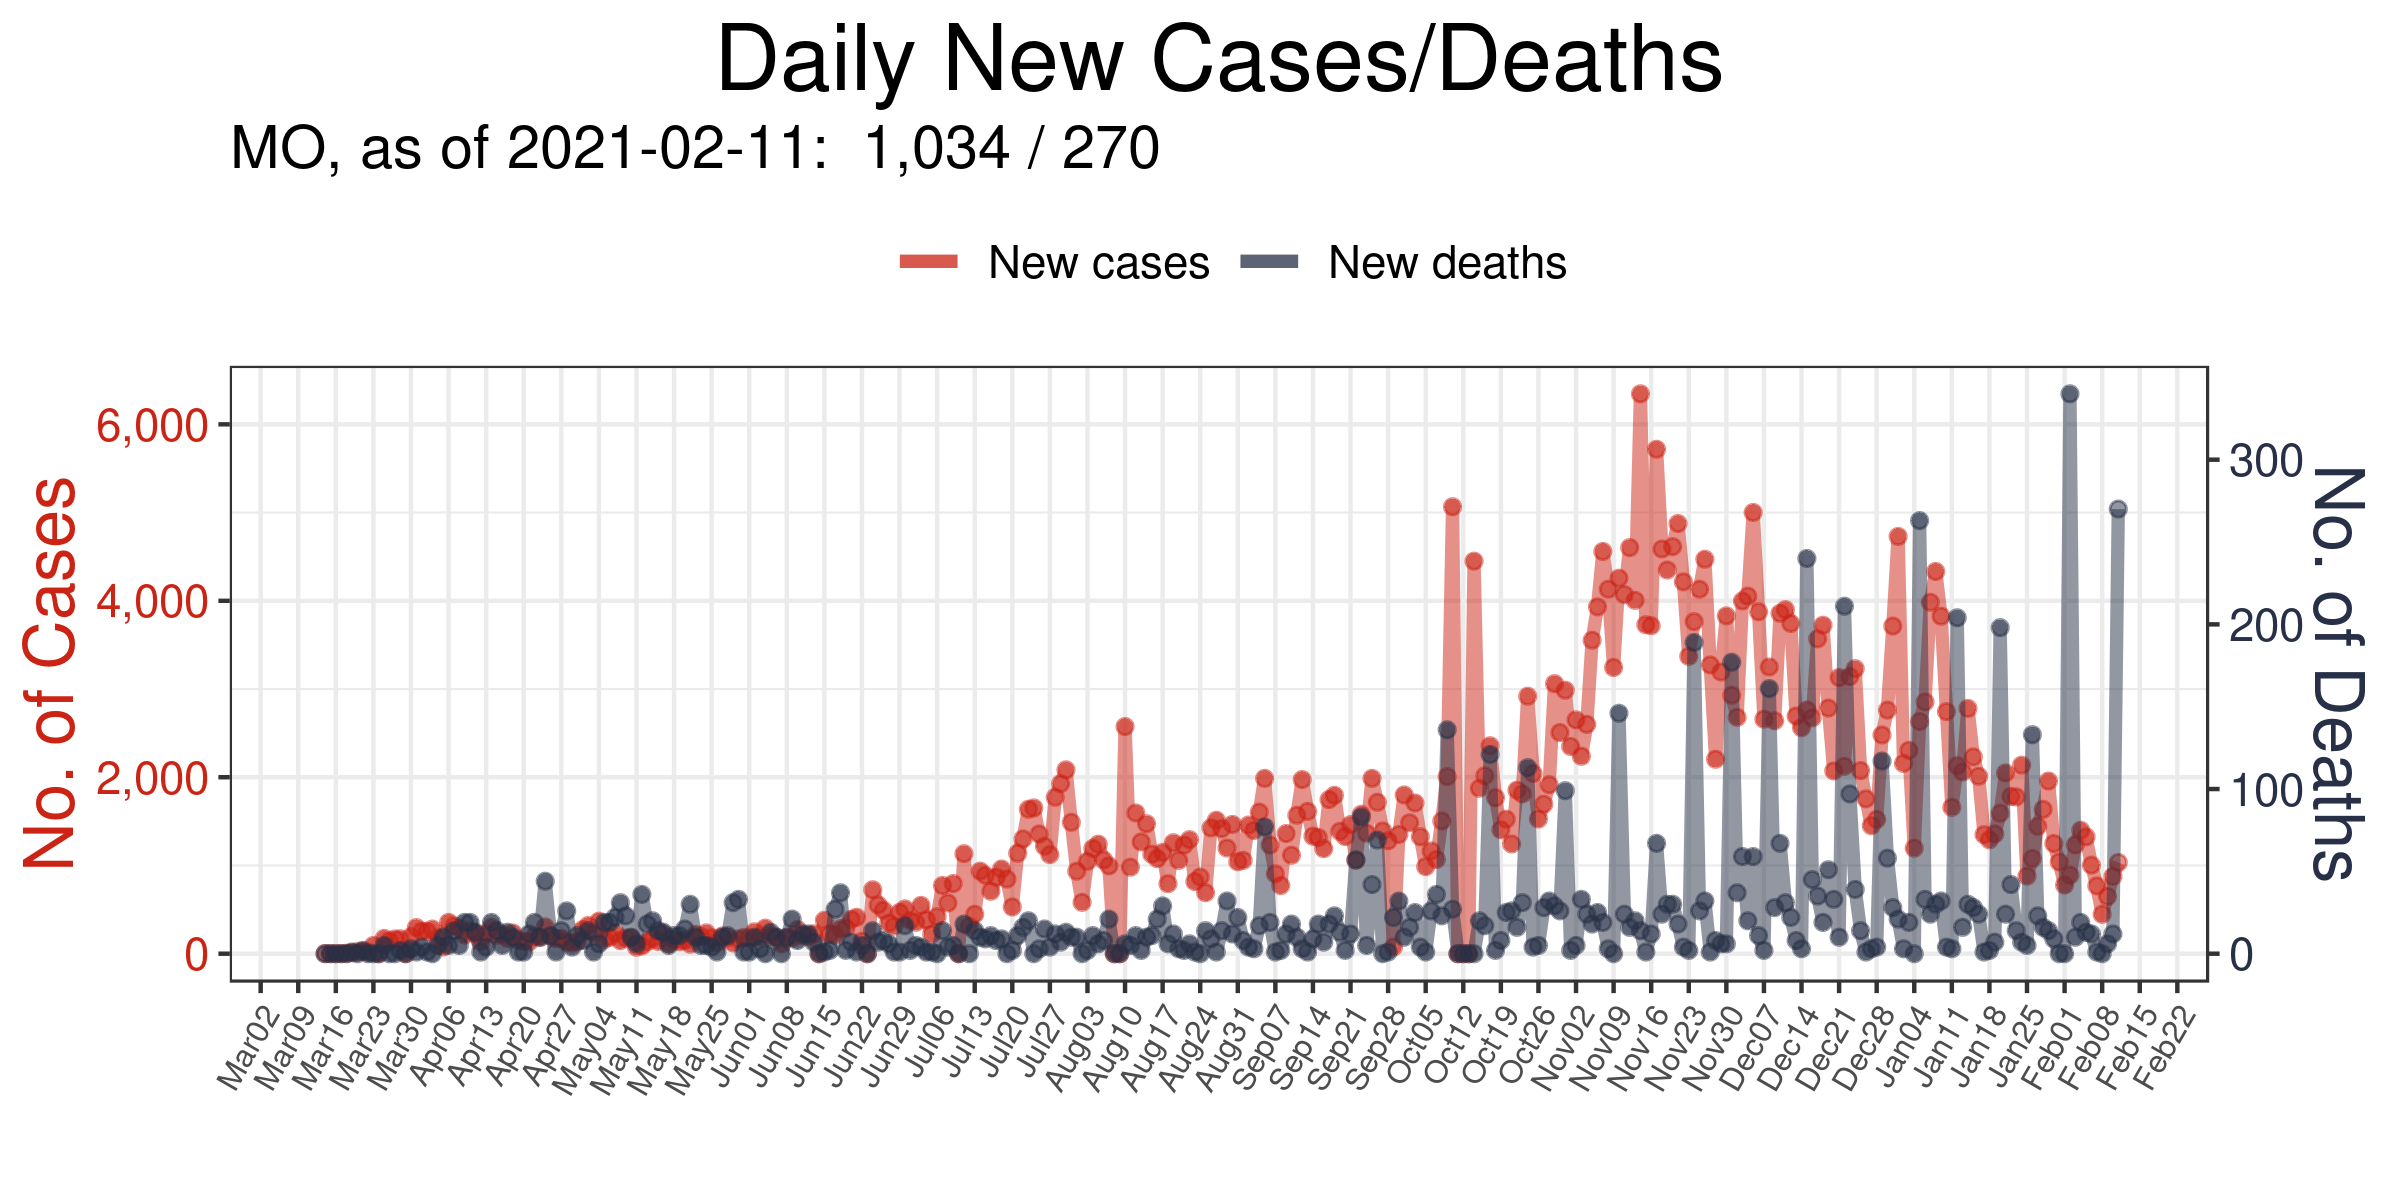 Daily New Cases/Deaths
MO, as of 2021-02-11:  1,034 / 270
New cases
New deaths
No. of Cases
6,000
4,000
2,000
0
300
200
100
0
No. of Deaths
Mar02
Mar09
Mar16
Mar23
Mar30
Apr06
Apr13
Apr20
Apr27
May04
May11
May18
May25
Jun01
Jun08
Jun15
Jun22
Jun29
Jul06
Jul13
Jul20
Jul27
Aug03
Aug10
Aug17
Aug24
Aug31
Sep07
Sep14
Sep21
Sep28
Oct05
Oct12
Oct19
Oct26
Nov02
Nov09
Nov16
Nov23
Nov30
Dec07
Dec14
Dec21
Dec28
Jan04
Jan11
Jan18
Jan25
Feb01
Feb08
Feb15
Feb22